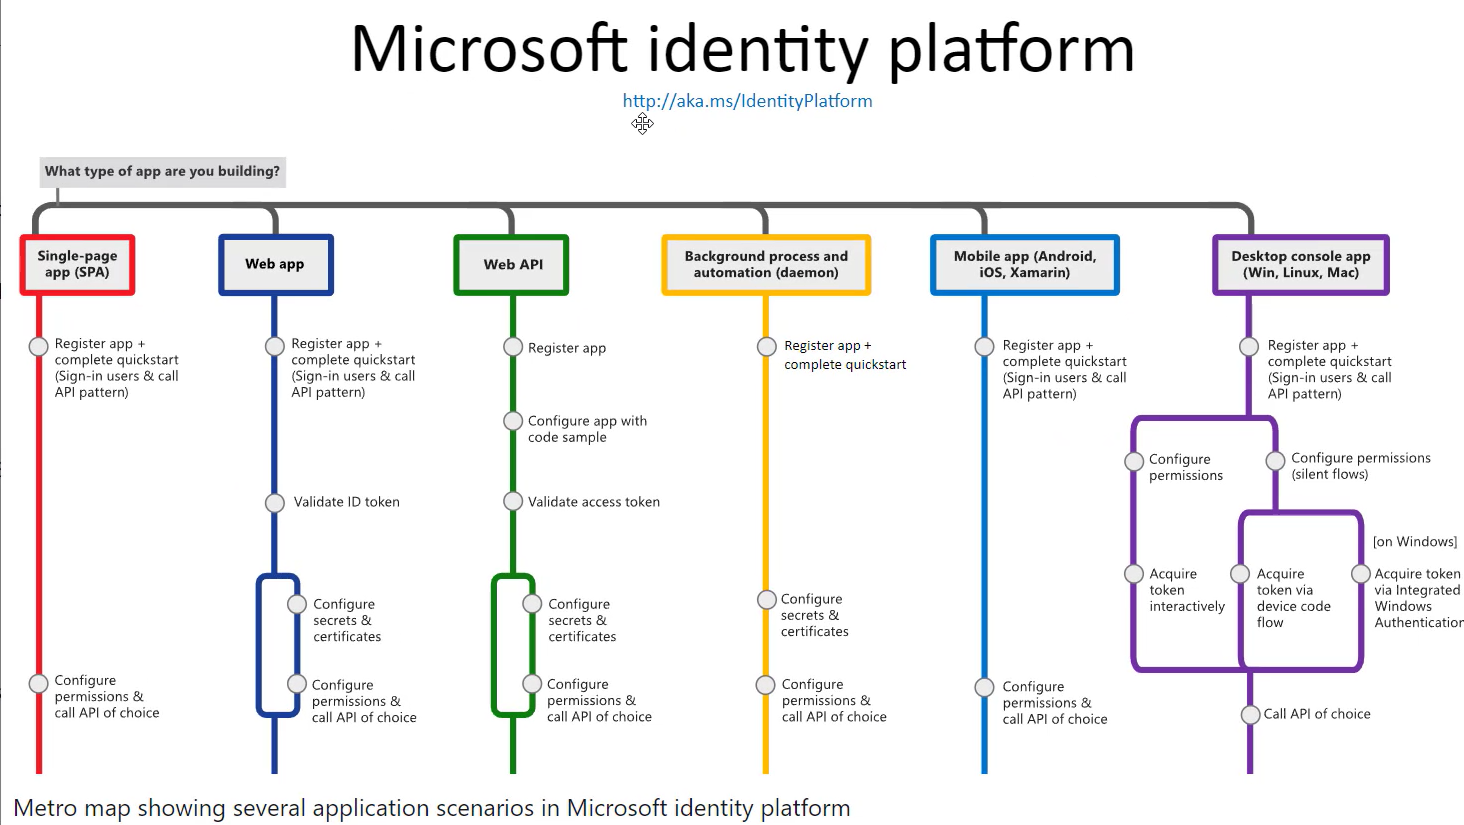 Microsoft identity platform
http://aka.ms/IdentityPlatform
What type of app are you building?
Single-page
app (SPA)
Register app +
complete quickstart
(Sign-in users & call
API pattern)
Configure
permissions &
call API of choice
Web app
Register app +
complete quickstart
(Sign-in users & call
API pattern)
Validate ID token
Configure
secrets &
certificates
Configure
permissions &
call API of choice
Web API
Register app
Configure app with
code sample
Validate access token
Configure
secrets &
certificates
Configure
permissions &
call API of choice
Background process and
automation (daemon)
Register app +
complete quickstart
Configure
secrets &
certificates
Configure
permissions &
call API of choice
Mobile app (Android,
iOS, Xamarin)
Register app +
complete quickstart
(Sign-in users & call
API pattern)
Configure
permissions &
call API of choice
Desktop console app
(Win, Linux, Mac)
Register app +
complete quickstart
(Sign-in users & call
API pattern)
Configure
permissions
Configure permissions
(silent flows)
Acquire
token
interactively
Acquire
token via
device code
flow
[on Windows]
Acquire token
via Integrated
Windows
Authentication
Call API of choice
Metro map showing several application scenarios in Microsoft identity platform